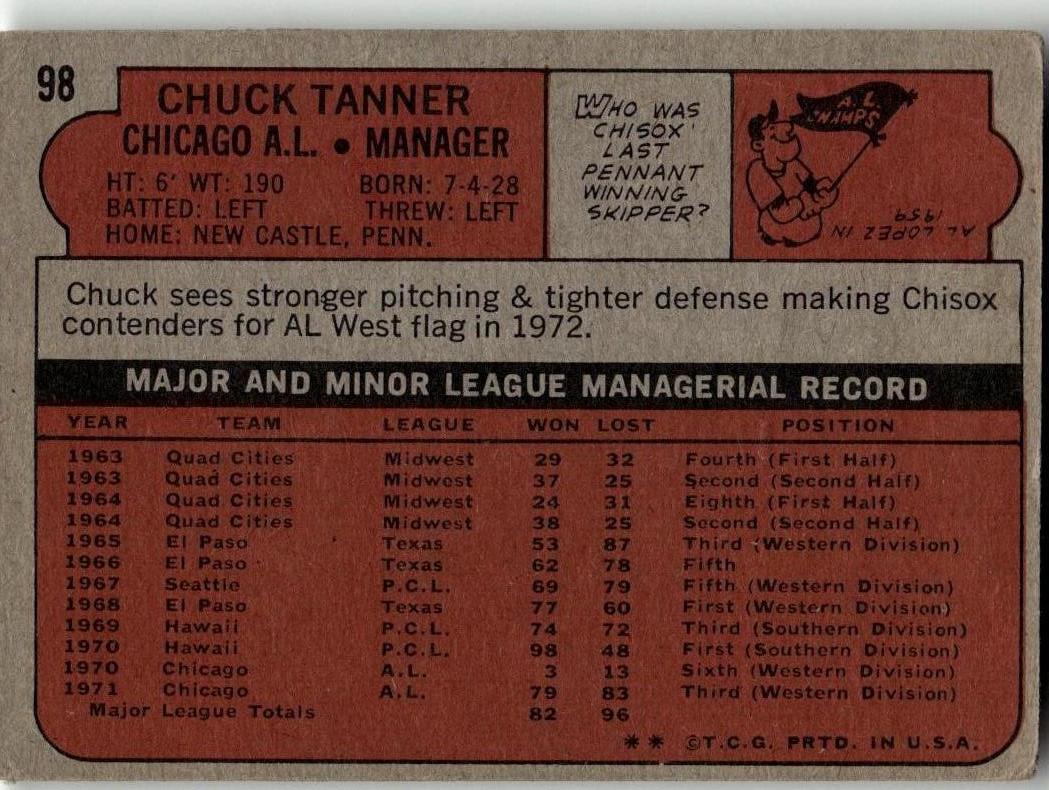 98
CHUCK TANNER
CHICAGO A.L. • MANAGER
HT: 6' WT: 190 BORN: 7-4-28
BATTED: LEFT THREW: LEFT
HOME: NEW CASTLE, PENN.
WHO WAS
CHISOX'
LAST
PENNANT
WINNING
SKIPPER?
A.L.
CHAMPS
AL LOPEZ IN
1959
Chuck sees stronger pitching & tighter defense making Chisox
contenders for AL West flag in 1972.
MAJOR AND MINOR LEAGUE MANAGERIAL RECORD
YEAR TEAM LEAGUE WON LOST POSITION
1963 Quad Cities Midwest 29 32 Fourth (First Half)
1963 Quad Cities Midwest 37 25 Second (Second Half)
1964 Quad Cities Midwest 24 31 Eighth (First Half)
1964 Quad Cities Midwest 38 25 Second (Second Half)
1965 El Paso Texas 53 87 Third (Western Division)
1966 El Paso Texas 62 78 Fifth
1967 Seattle P.C.L. 69 79 Fifth (Western Division)
1968 El Paso Texas 77 60 First (Western Division)
1969 Hawaii P.C.L. 74 72 Third (Southern Division)
1970 Hawaii P.C.L. 98 48 First (Southern Division)
1970 Chicago A.L. 3 13 Sixth (Western Division)
1971 Chicago A.L. 79 83 Third (Western Division)
Major League Totals 82 96
** ©T.C.G. PRTD. IN U.S.A.